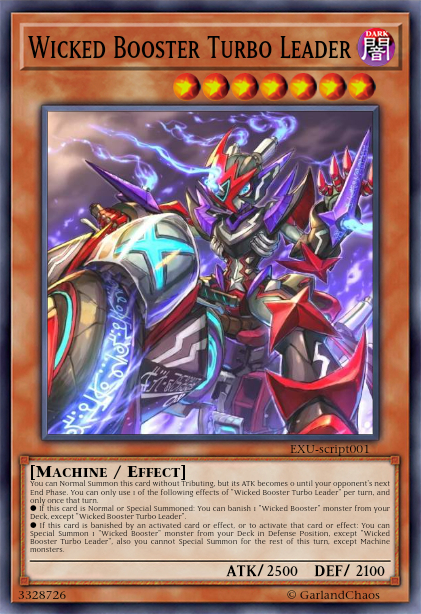 WICKED BOOSTER TURBO LEADER
DARK
闇
EXU-script001
[MACHINE / EFFECT]
You can Normal Summon this card without Tributing, but its ATK becomes 0 until your opponent's next
End Phase. You can only use 1 of the following effects of "Wicked Booster Turbo Leader" per turn, and
only once that turn.
● If this card is Normal or Special Summoned: You can banish 1 "Wicked Booster" monster from your
Deck, except "Wicked Booster Turbo Leader".
● If this card is banished by an activated card or effect, or to activate that card or effect: You can
Special Summon 1 "Wicked Booster" monster from your Deck in Defense Position, except "Wicked
Booster Turbo Leader", also you cannot Special Summon for the rest of this turn, except Machine
monsters.
ATK/2500 DEF/2100
3328726
© GarlandChaos